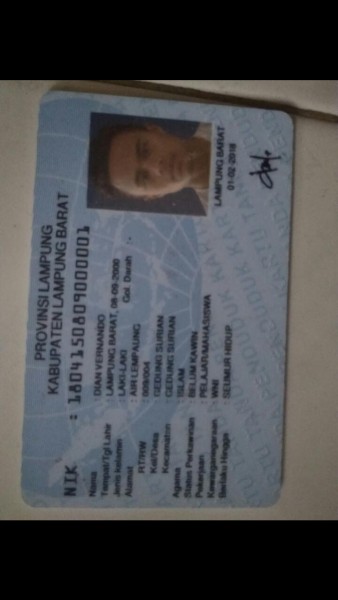 PROVINSI LAMPUNG
KABUPATEN LAMPUNG BARAT
NIK : 1804150809000001
Nama : DIAN VERNANDO
Tempat/Tgl Lahir : LAMPUNG BARAT, 08-09-2000
Jenis kelamin : LAKI-LAKI Gol. Darah : -
Alamat : AIR LEMPAUNG
RT/RW : 009/004
Kel/Desa : GEDUNG SURIAN
Kecamatan : GEDUNG SURIAN
Agama : ISLAM
Status Perkawinan : BELUM KAWIN
Pekerjaan : PELAJAR/MAHASISWA
Kewarganegaraan : WNI
Berlaku Hingga : SEUMUR HIDUP
LAMPUNG BARAT
01-02-2018